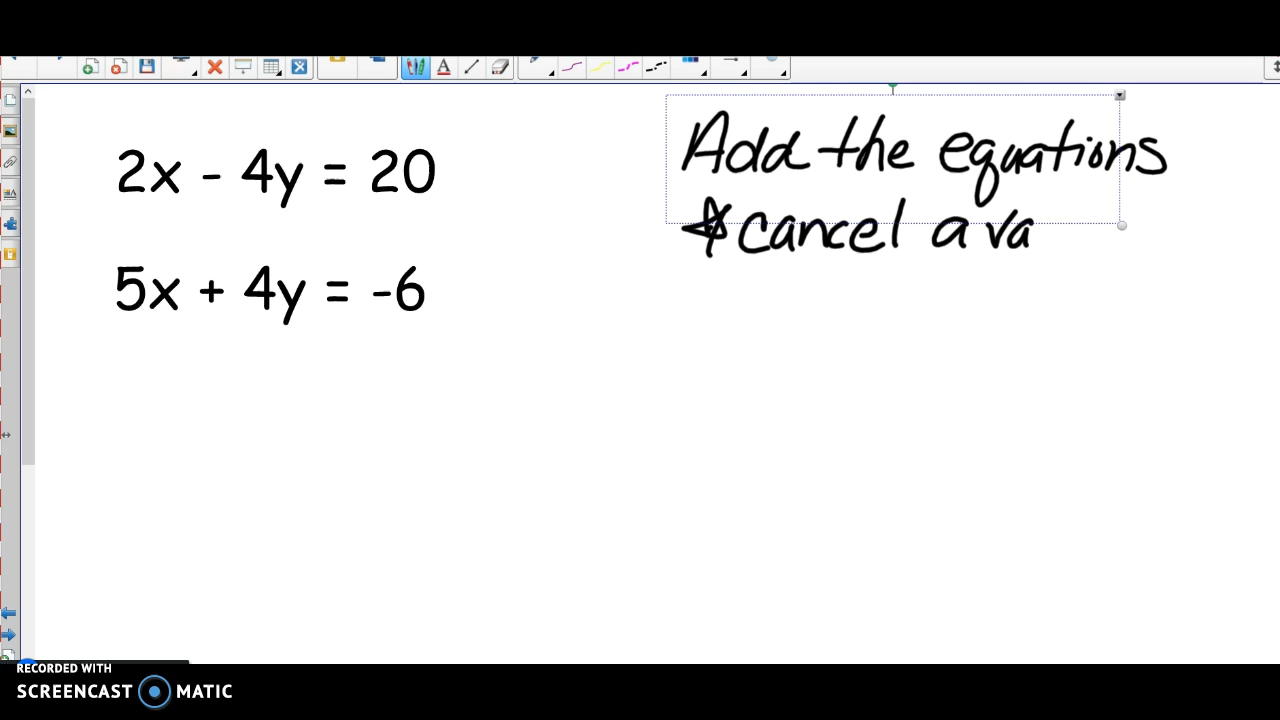 2x - 4y = 20
5x + 4y = -6
Add the equations
& cancel a va
RECORDED WITH
SCREENCAST MATIC